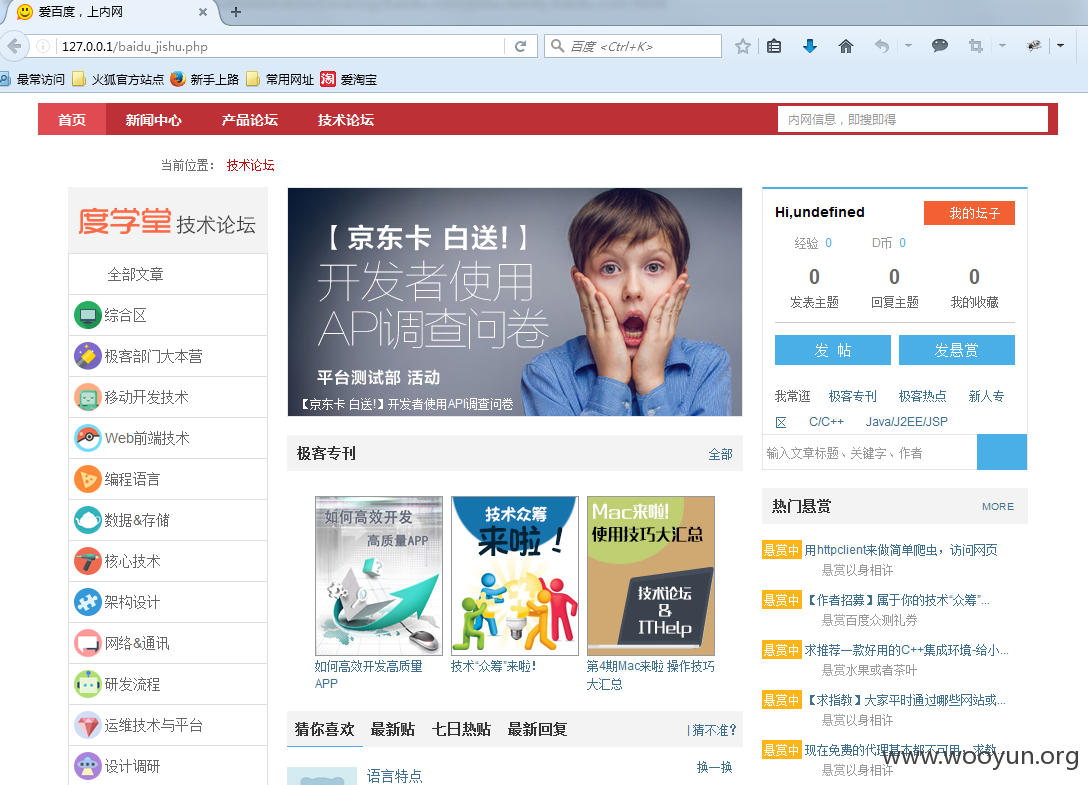 爱百度，上内网
127.0.0.1/baidu_jishu.php
百度 <Ctrl+K>
最常访问 火狐官方站点 新手上路 常用网址 淘 爱淘宝
首页 新闻中心 产品论坛 技术论坛
内网信息，即搜即得
当前位置： 技术论坛
度学堂 技术论坛
全部文章
综合区
极客部门大本营
移动开发技术
Web前端技术
编程语言
数据&存储
核心技术
架构设计
网络&通讯
研发流程
运维技术与平台
设计调研
【京东卡 白送!】
开发者使用
API调查问卷
平台测试部 活动
【京东卡 白送!】开发者使用API调查问卷
极客专刊 全部
如何高效开发
高质量APP
技术众筹
来啦！
Mac来啦!
使用技巧大汇总
技术论坛
&
ITHelp
如何高效开发高质量
APP
技术“众筹”来啦!
第4期Mac来啦 操作技巧
大汇总
猜你喜欢 最新贴 七日热贴 最新回复 | 猜不准?
换一换
语言特点
Hi,undefined 我的坛子
经验 0 D币 0
0 0 0
发表主题 回复主题 我的收藏
发 帖 发悬赏
我常逛 极客专刊 极客热点 新人专
区 C/C++ Java/J2EE/JSP
输入文章标题、关键字、作者
热门悬赏 MORE
悬赏中 用httpclient来做简单爬虫，访问网页
悬赏以身相许
悬赏中 【作者招募】属于你的技术“众筹”...
悬赏百度众测礼券
悬赏中 求推荐一款好用的C++集成环境-给小...
悬赏水果或者茶叶
悬赏中 【求指教】大家平时通过哪些网站或...
悬赏以身相许
悬赏中 现在免费的代理基本都不可用，求教...
悬赏以身相许
www.wooyun.org